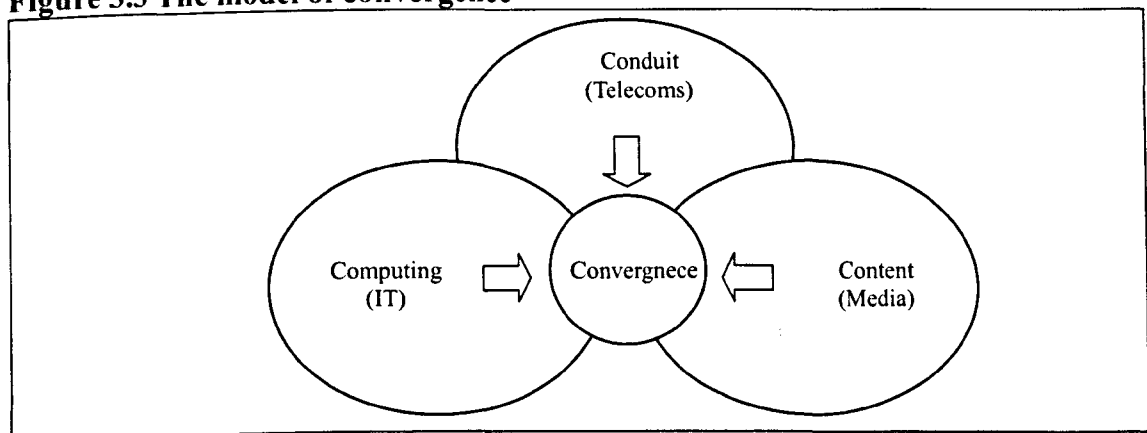 Figure 3.3 The model of convergence
Conduit
(Telecoms)
Computing
(IT)
Convergnece
Content
(Media)